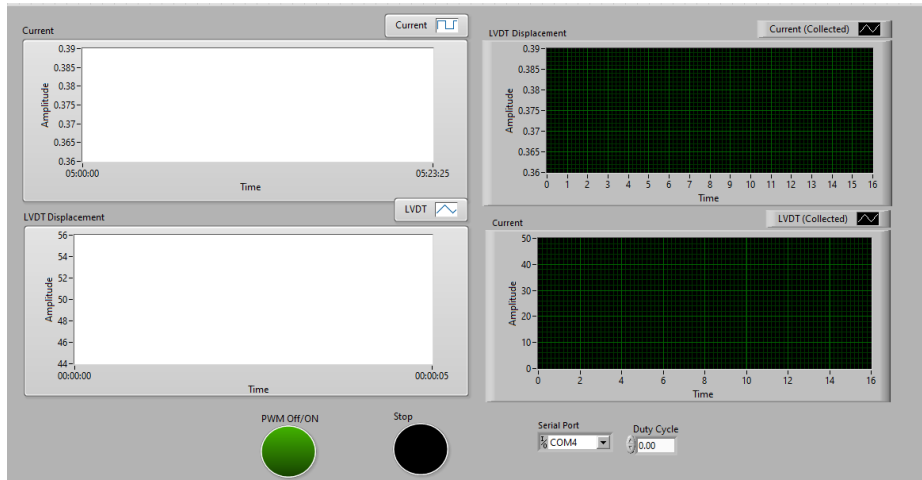 Current
Current
0.39
0.385
0.38
0.375
0.37
0.365
0.36
Amplitude
05:00:00
05:23:25
Time
LVDT Displacement
LVDT
56
54
52
50
48
46
44
Amplitude
00:00:00
00:00:05
Time
LVDT Displacement
Current (Collected)
0.39
0.385
0.38
0.375
0.37
0.365
0.36
Amplitude
0 1 2 3 4 5 6 7 8 9 10 11 12 13 14 15 16
Time
Current
LVDT (Collected)
50
40
30
20
10
0
Amplitude
0 2 4 6 8 10 12 14 16
Time
PWM Off/ON
Stop
Serial Port
COM4
Duty Cycle
0.00